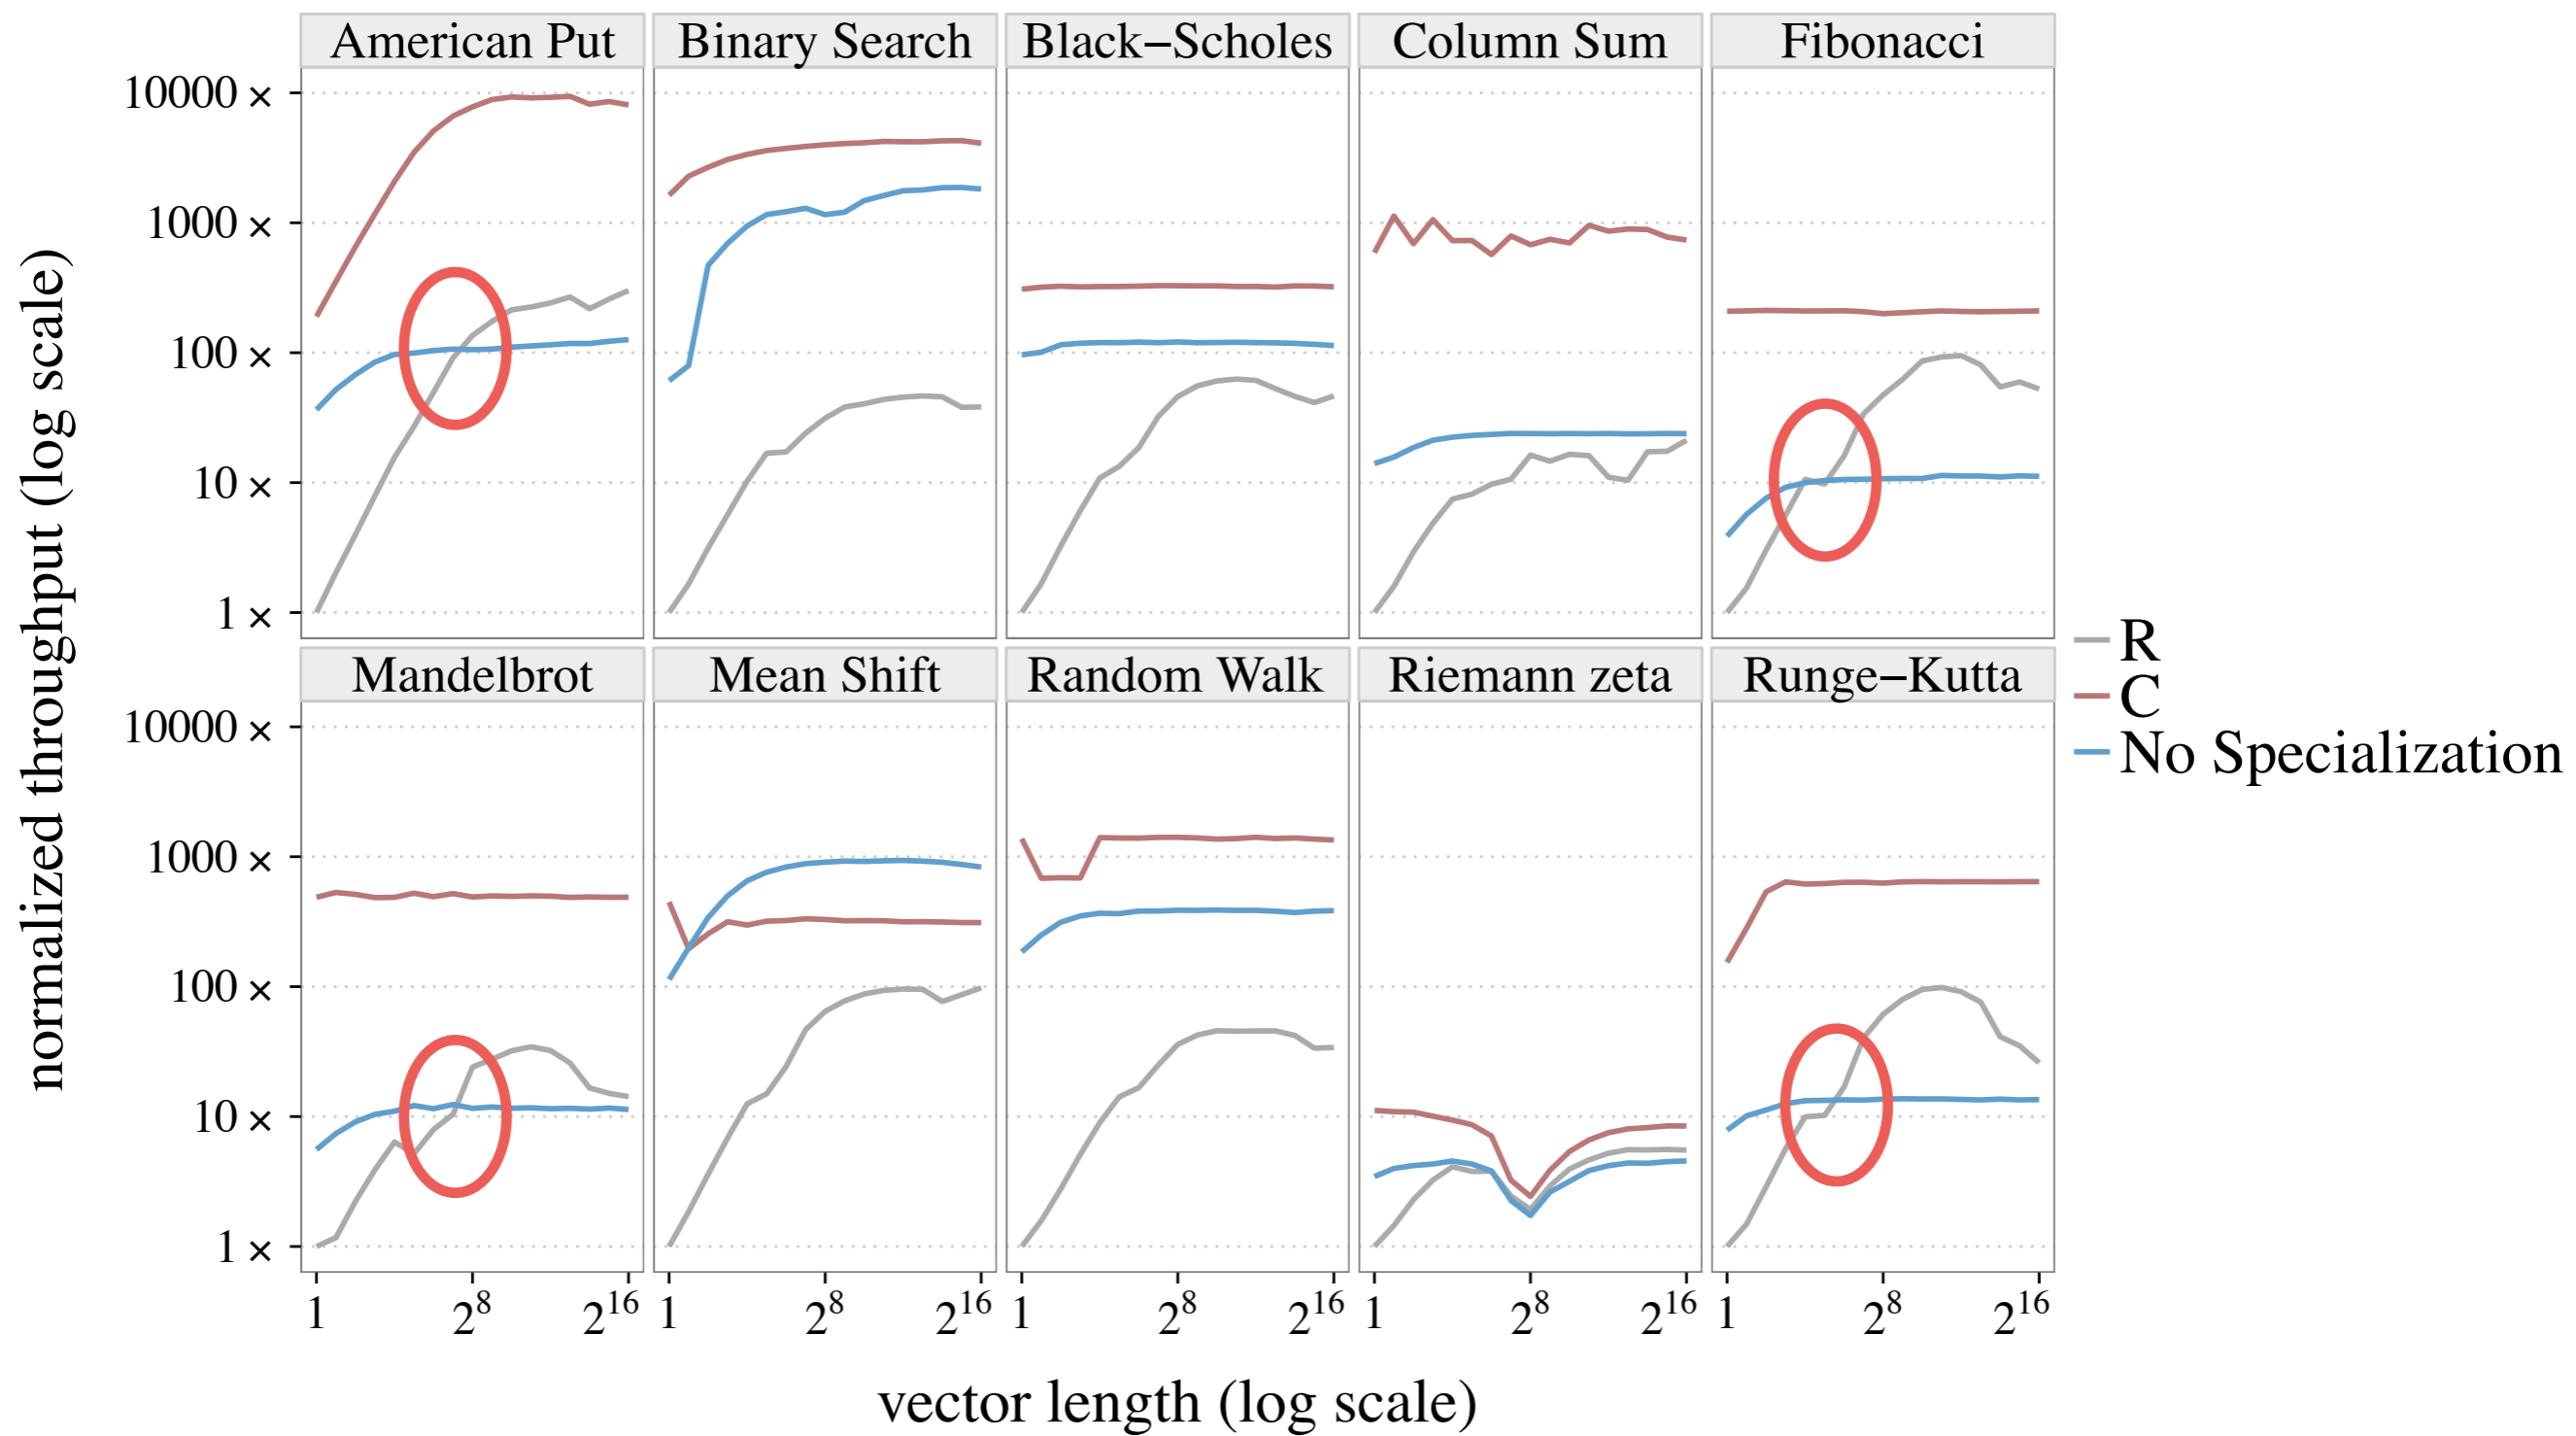 American Put
Binary Search
Black−Scholes
Column Sum
Fibonacci
10000 ×
1000 ×
100 ×
10 ×
1 ×
Mandelbrot
Mean Shift
Random Walk
Riemann zeta
Runge−Kutta
10000 ×
1000 ×
100 ×
10 ×
1 ×
1
2^8
2^16
1
2^8
2^16
1
2^8
2^16
1
2^8
2^16
1
2^8
2^16
vector length (log scale)
normalized throughput (log scale)
R
C
No Specialization